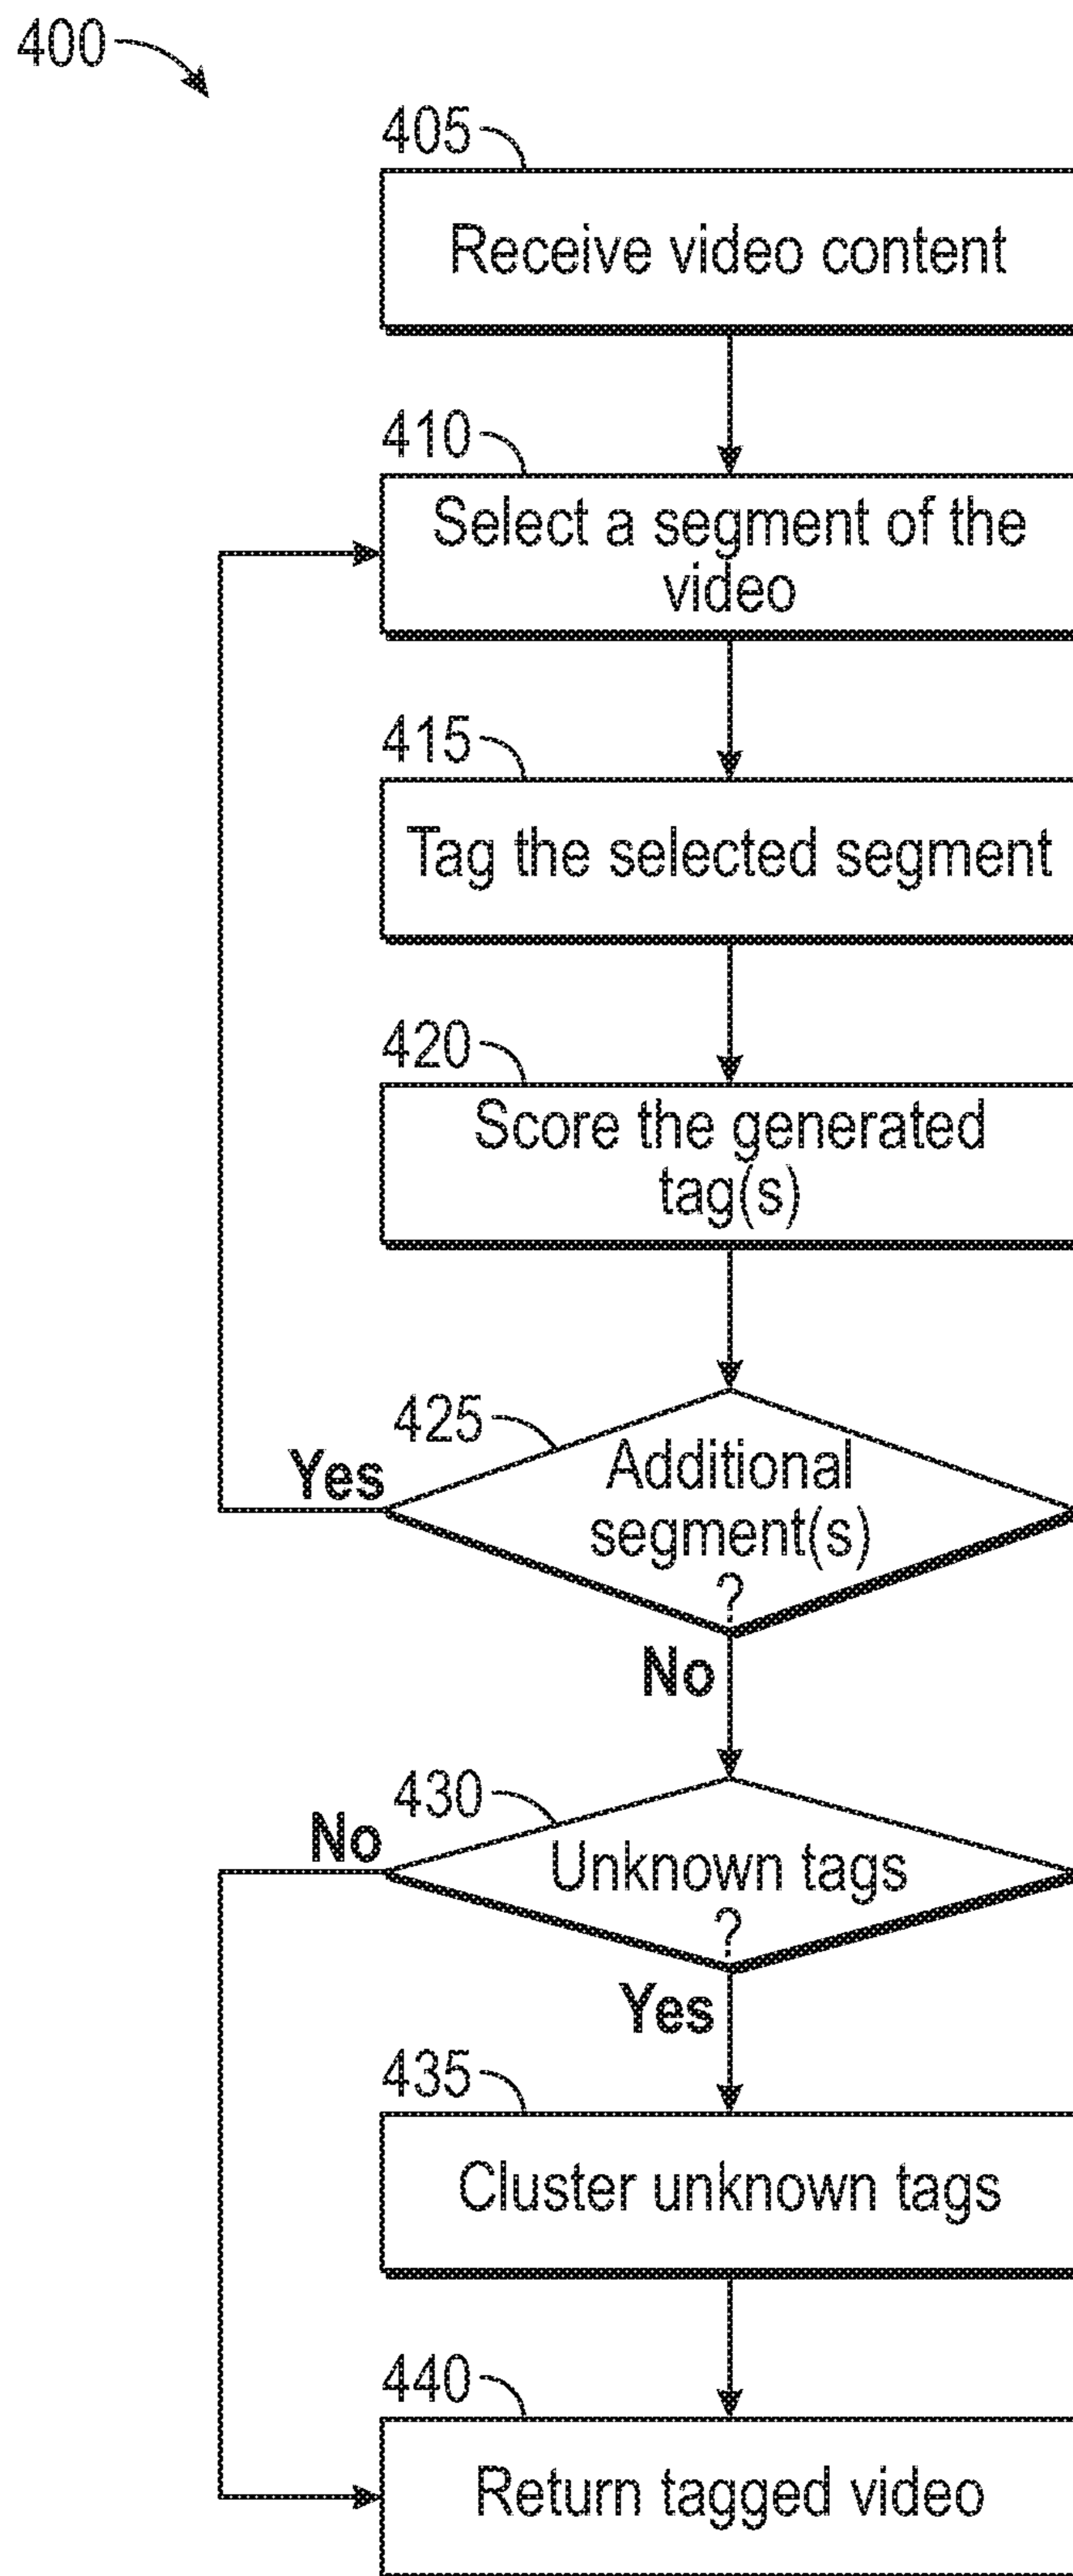 400
405
Receive video content
410
Select a segment of the
video
415
Tag the selected segment
420
Score the generated
tag(s)
425
Yes
Additional
segment(s)
?
No
430
No
Unknown tags
?
Yes
435
Cluster unknown tags
440
Return tagged video